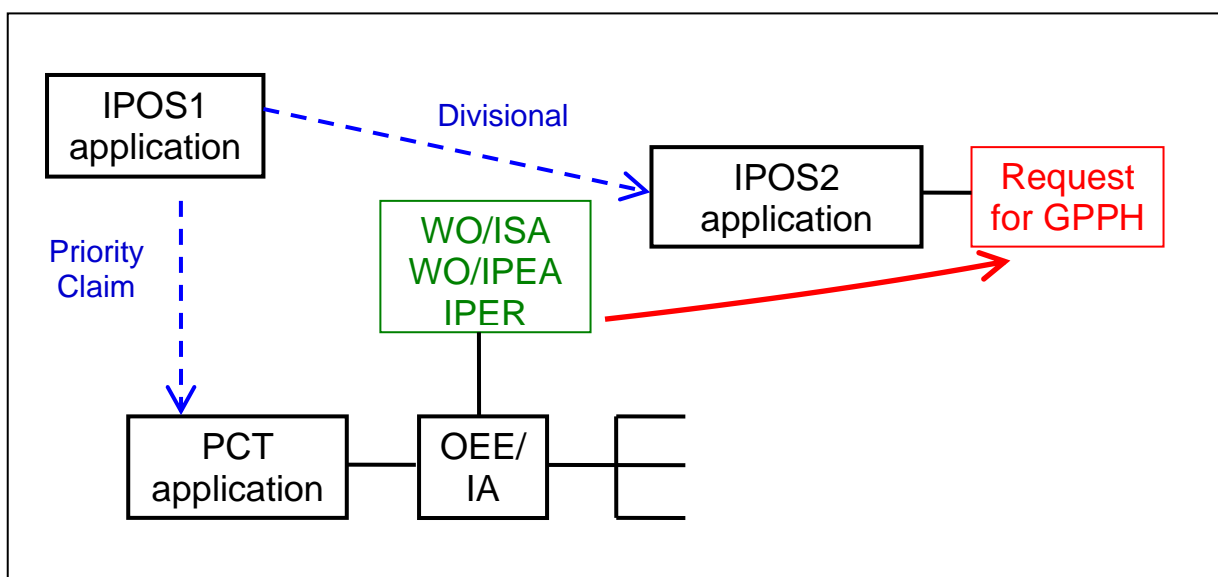 IPOS1
application
Divisional
IPOS2
application
Request
for GPPH
WO/ISA
WO/IPEA
IPER
Priority
Claim
PCT
application
OEE/
IA